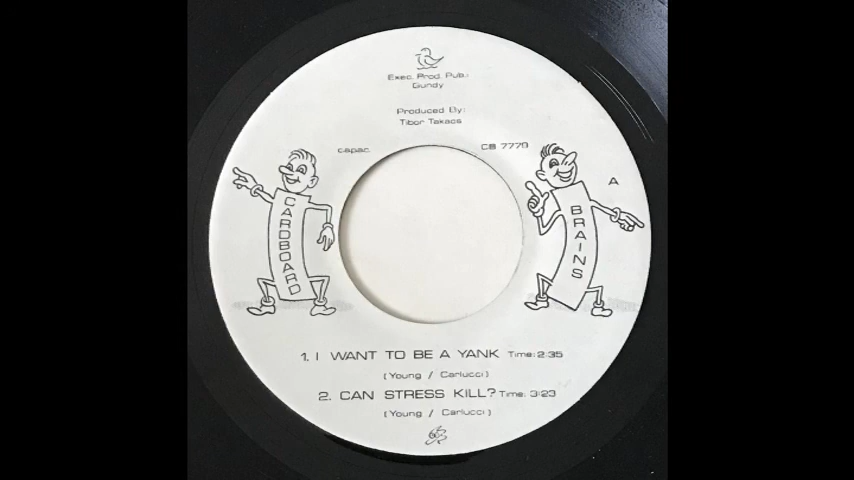 Exec. Prod. Pub.:
Gundy
Produced By:
Tibor Takacs
capac.
CB 7770
A
CARDBOARD
BRAINS
1. I WANT TO BE A YANK Time: 2:35
(Young / Carlucci)
2. CAN STRESS KILL? Time: 3:23
(Young / Carlucci)